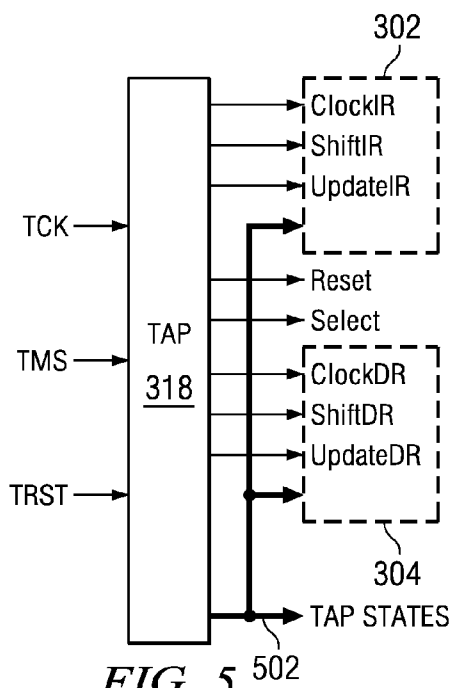 302
ClockIR
ShiftIR
UpdateIR
TCK
Reset
Select
TAP
318
TMS
ClockDR
ShiftDR
UpdateDR
TRST
304
TAP STATES
502
FIG. 5